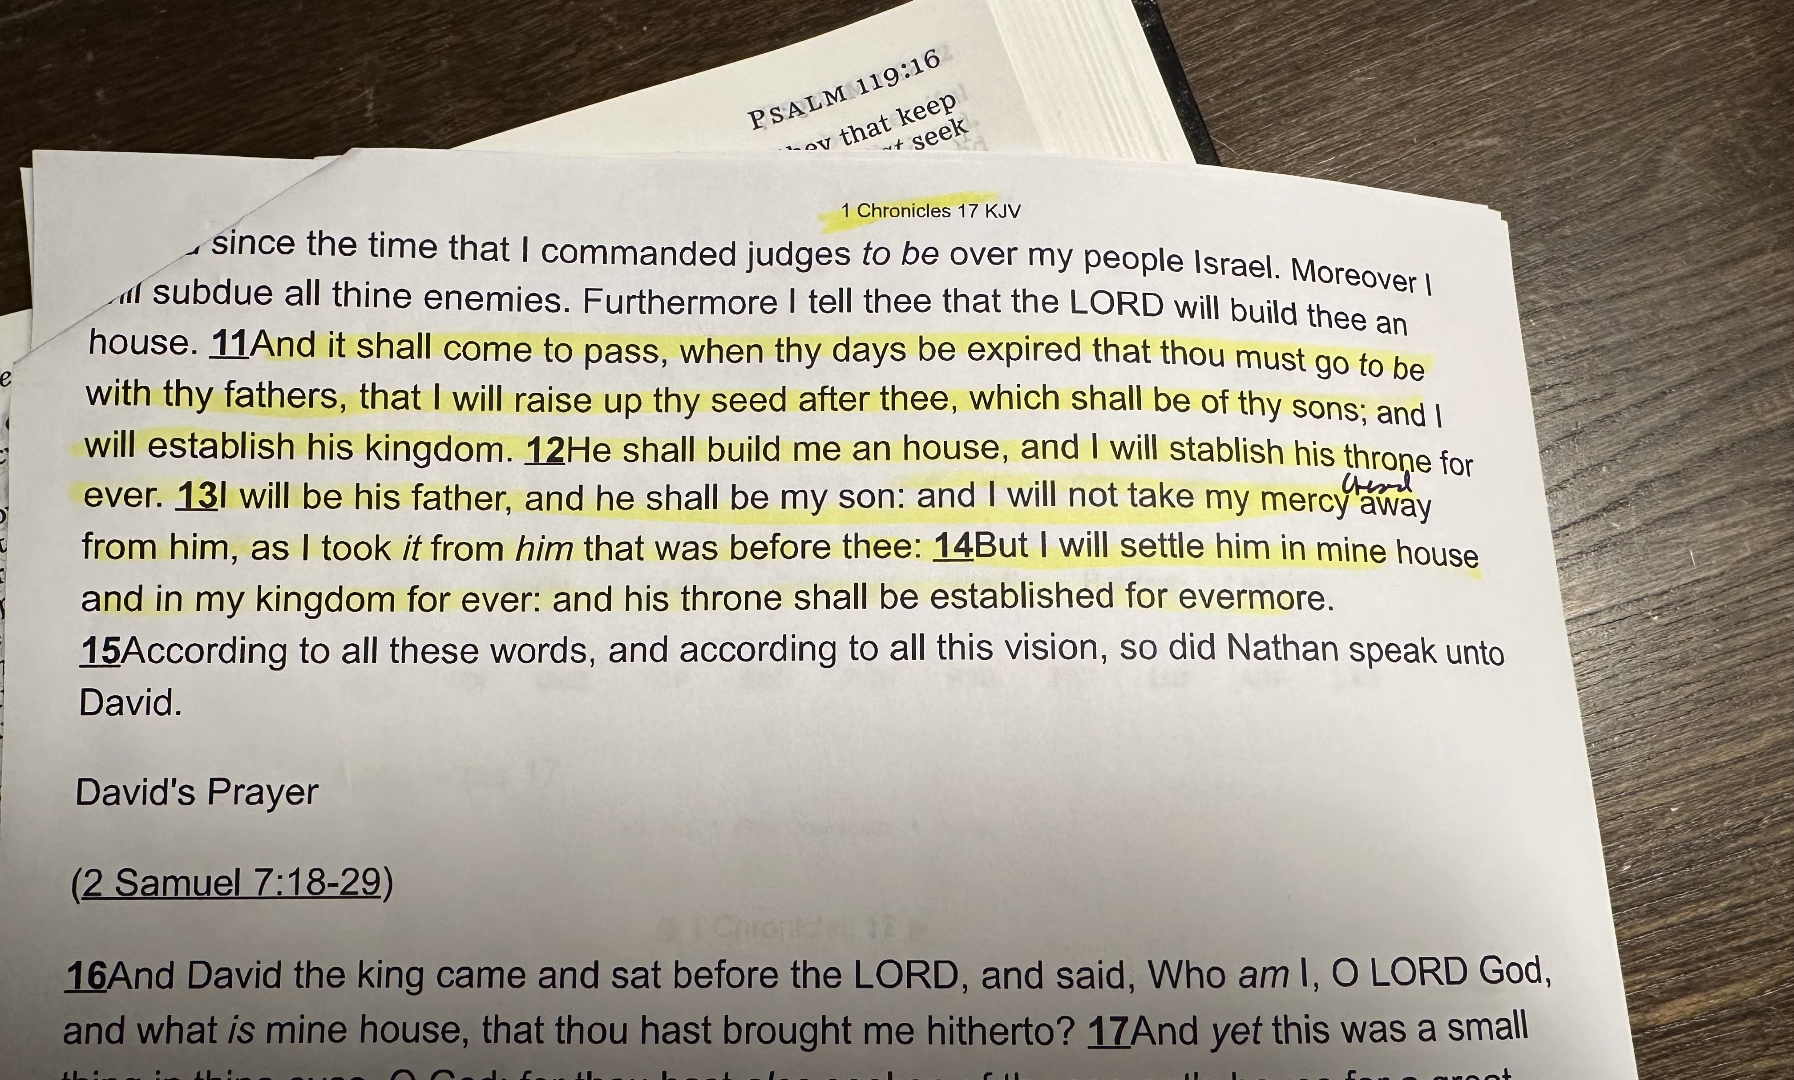 PSALM 119:16
that keep
seek
1 Chronicles 17 KJV
since the time that I commanded judges to be over my people Israel. Moreover I
subdue all thine enemies. Furthermore I tell thee that the LORD will build thee an
house. 11And it shall come to pass, when thy days be expired that thou must go to be
with thy fathers, that I will raise up thy seed after thee, which shall be of thy sons; and I
will establish his kingdom. 12He shall build me an house, and I will stablish his throne for
ever. 13I will be his father, and he shall be my son: and I will not take my mercy away
from him, as I took it from him that was before thee: 14But I will settle him in mine house
and in my kingdom for ever: and his throne shall be established for evermore.
15According to all these words, and according to all this vision, so did Nathan speak unto
David.
David's Prayer
(2 Samuel 7:18-29)
16And David the king came and sat before the LORD, and said, Who am I, O LORD God,
and what is mine house, that thou hast brought me hitherto? 17And yet this was a small